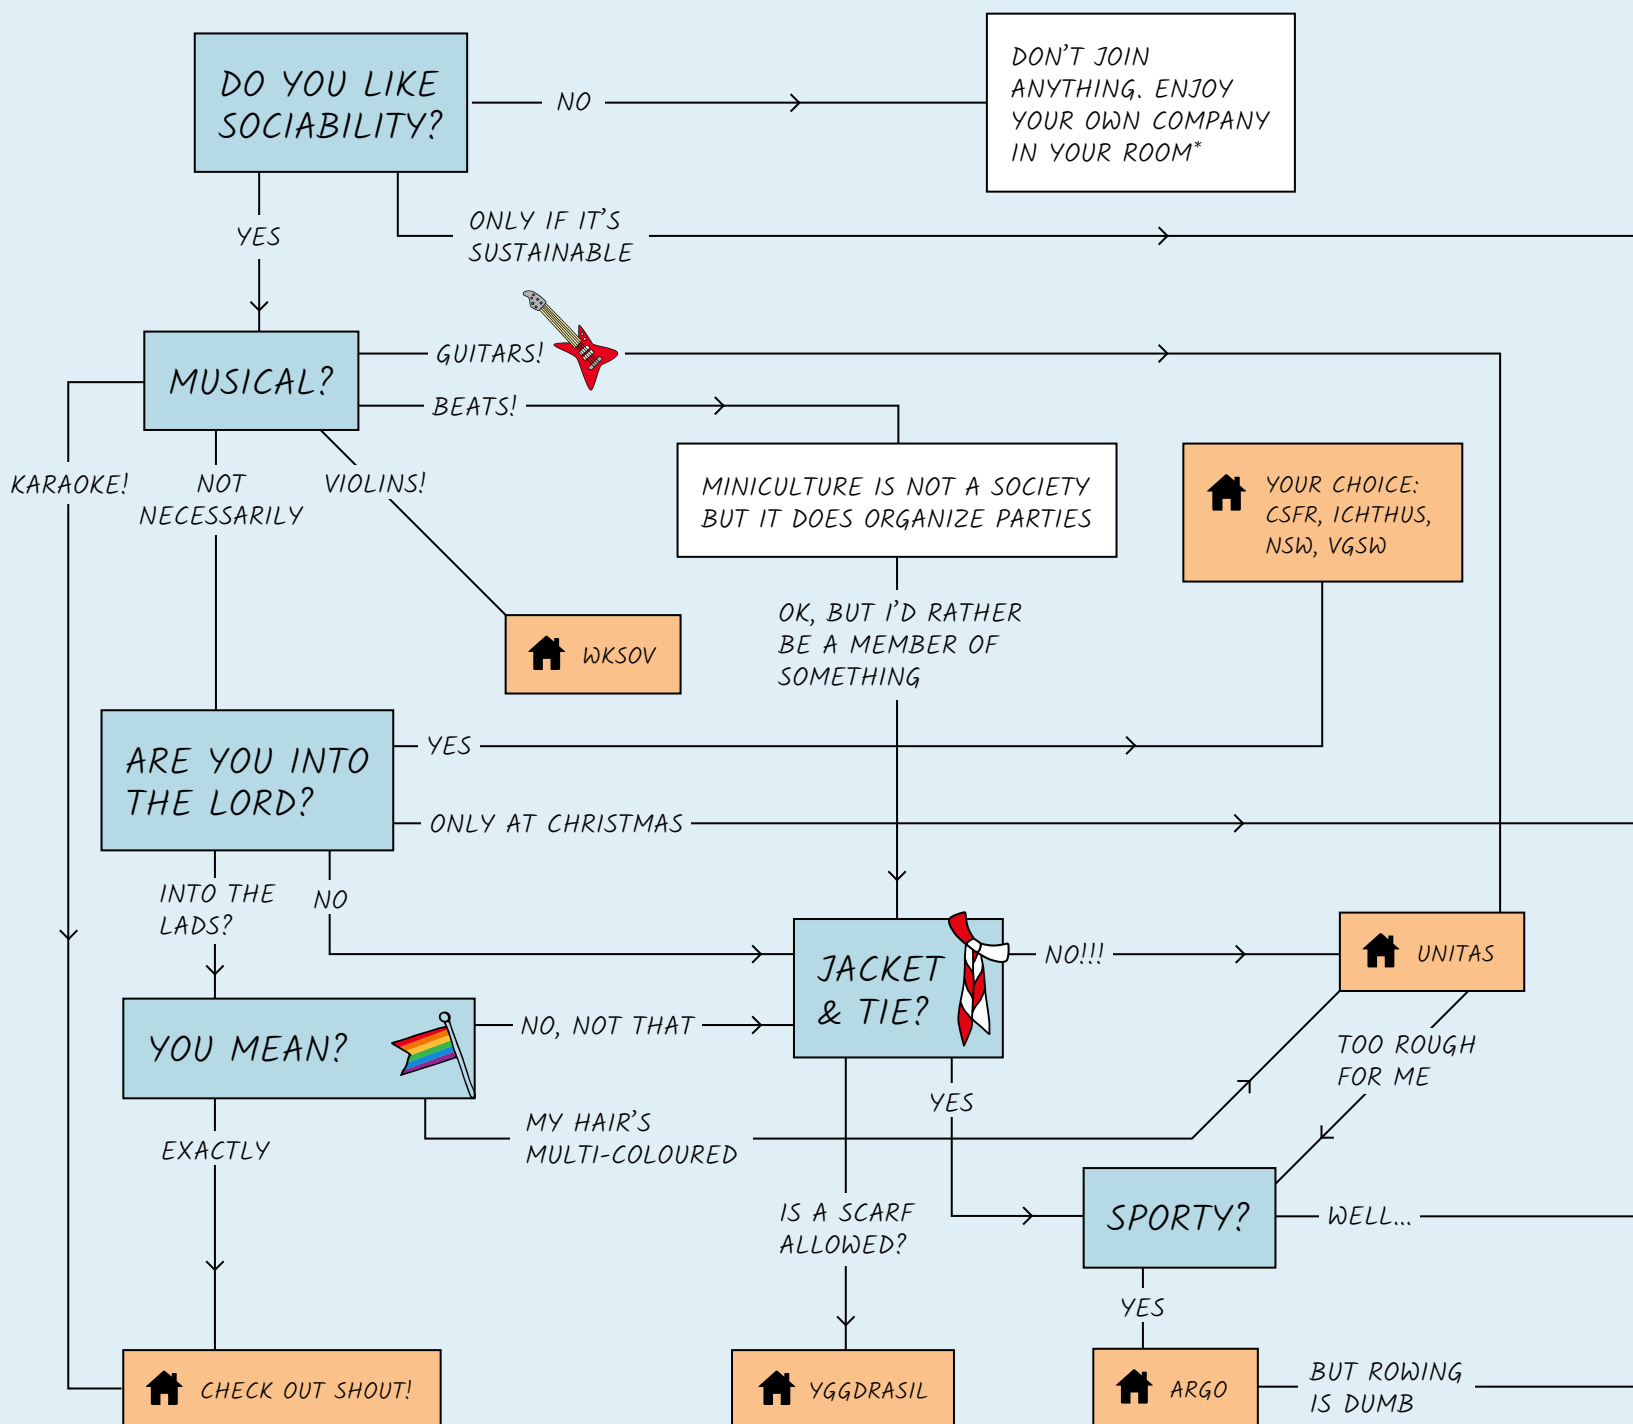 DO YOU LIKE
SOCIABILITY?
NO
DON'T JOIN
ANYTHING. ENJOY
YOUR OWN COMPANY
IN YOUR ROOM*
YES
ONLY IF IT'S
SUSTAINABLE
MUSICAL?
GUITARS!
BEATS!
KARAOKE!
NOT
NECESSARILY
VIOLINS!
MINICULTURE IS NOT A SOCIETY
BUT IT DOES ORGANIZE PARTIES
YOUR CHOICE:
CSFR, ICHTHUS,
NSW, VGSW
OK, BUT I'D RATHER
BE A MEMBER OF
SOMETHING
WKSOV
ARE YOU INTO
THE LORD?
YES
ONLY AT CHRISTMAS
INTO THE
LADS?
NO
JACKET
& TIE?
NO!!!
UNITAS
YOU MEAN?
NO, NOT THAT
TOO ROUGH
FOR ME
YES
MY HAIR'S
MULTI-COLOURED
EXACTLY
IS A SCARF
ALLOWED?
SPORTY?
WELL...
YES
CHECK OUT SHOUT!
YGGDRASIL
ARGO
BUT ROWING
IS DUMB